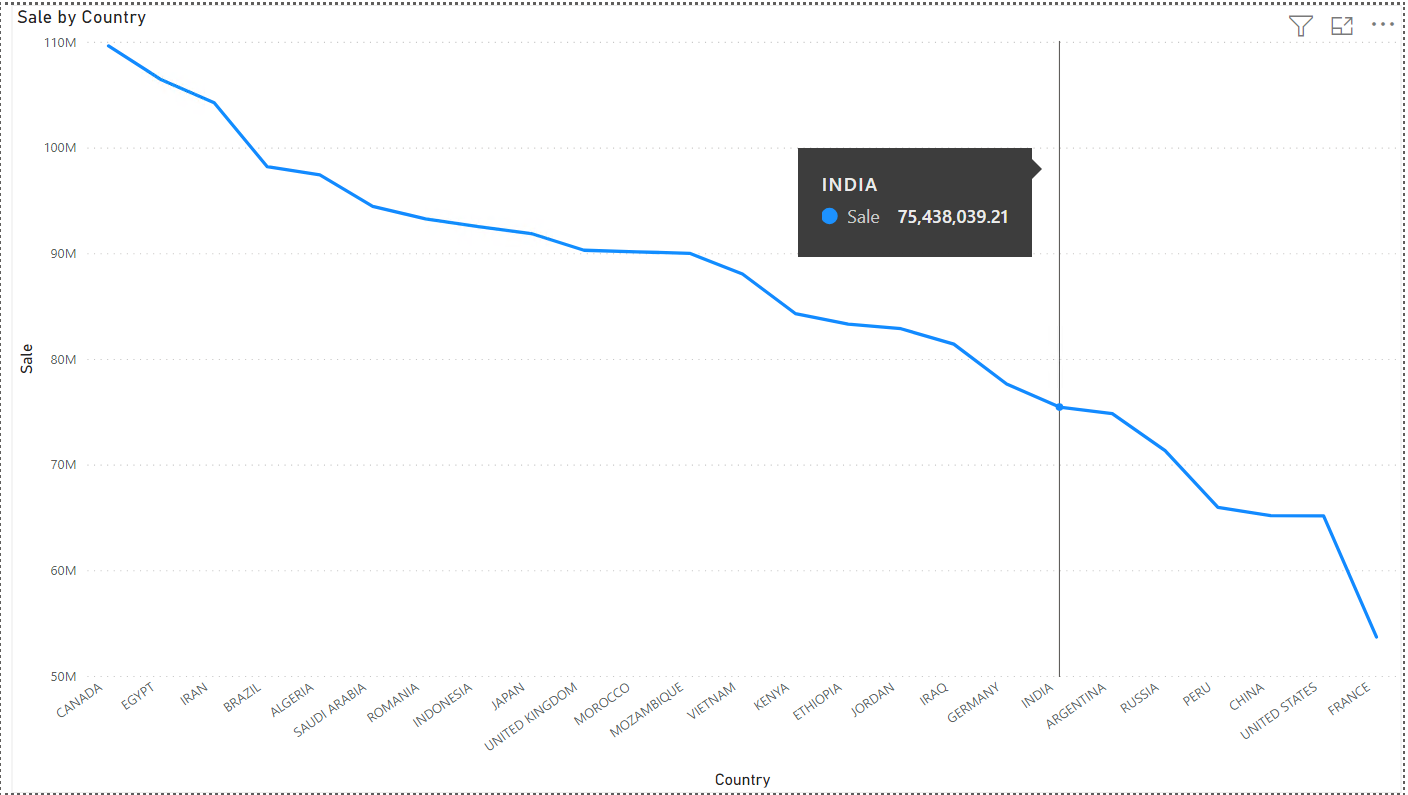 Sale by Country
110M
100M
90M
80M
70M
60M
50M
Sale
INDIA
Sale 75,438,039.21
CANADA
EGYPT
IRAN
BRAZIL
ALGERIA
SAUDI ARABIA
ROMANIA
INDONESIA
JAPAN
UNITED KINGDOM
MOROCCO
MOZAMBIQUE
VIETNAM
KENYA
ETHIOPIA
JORDAN
IRAQ
GERMANY
INDIA
ARGENTINA
RUSSIA
PERU
CHINA
UNITED STATES
FRANCE
Country